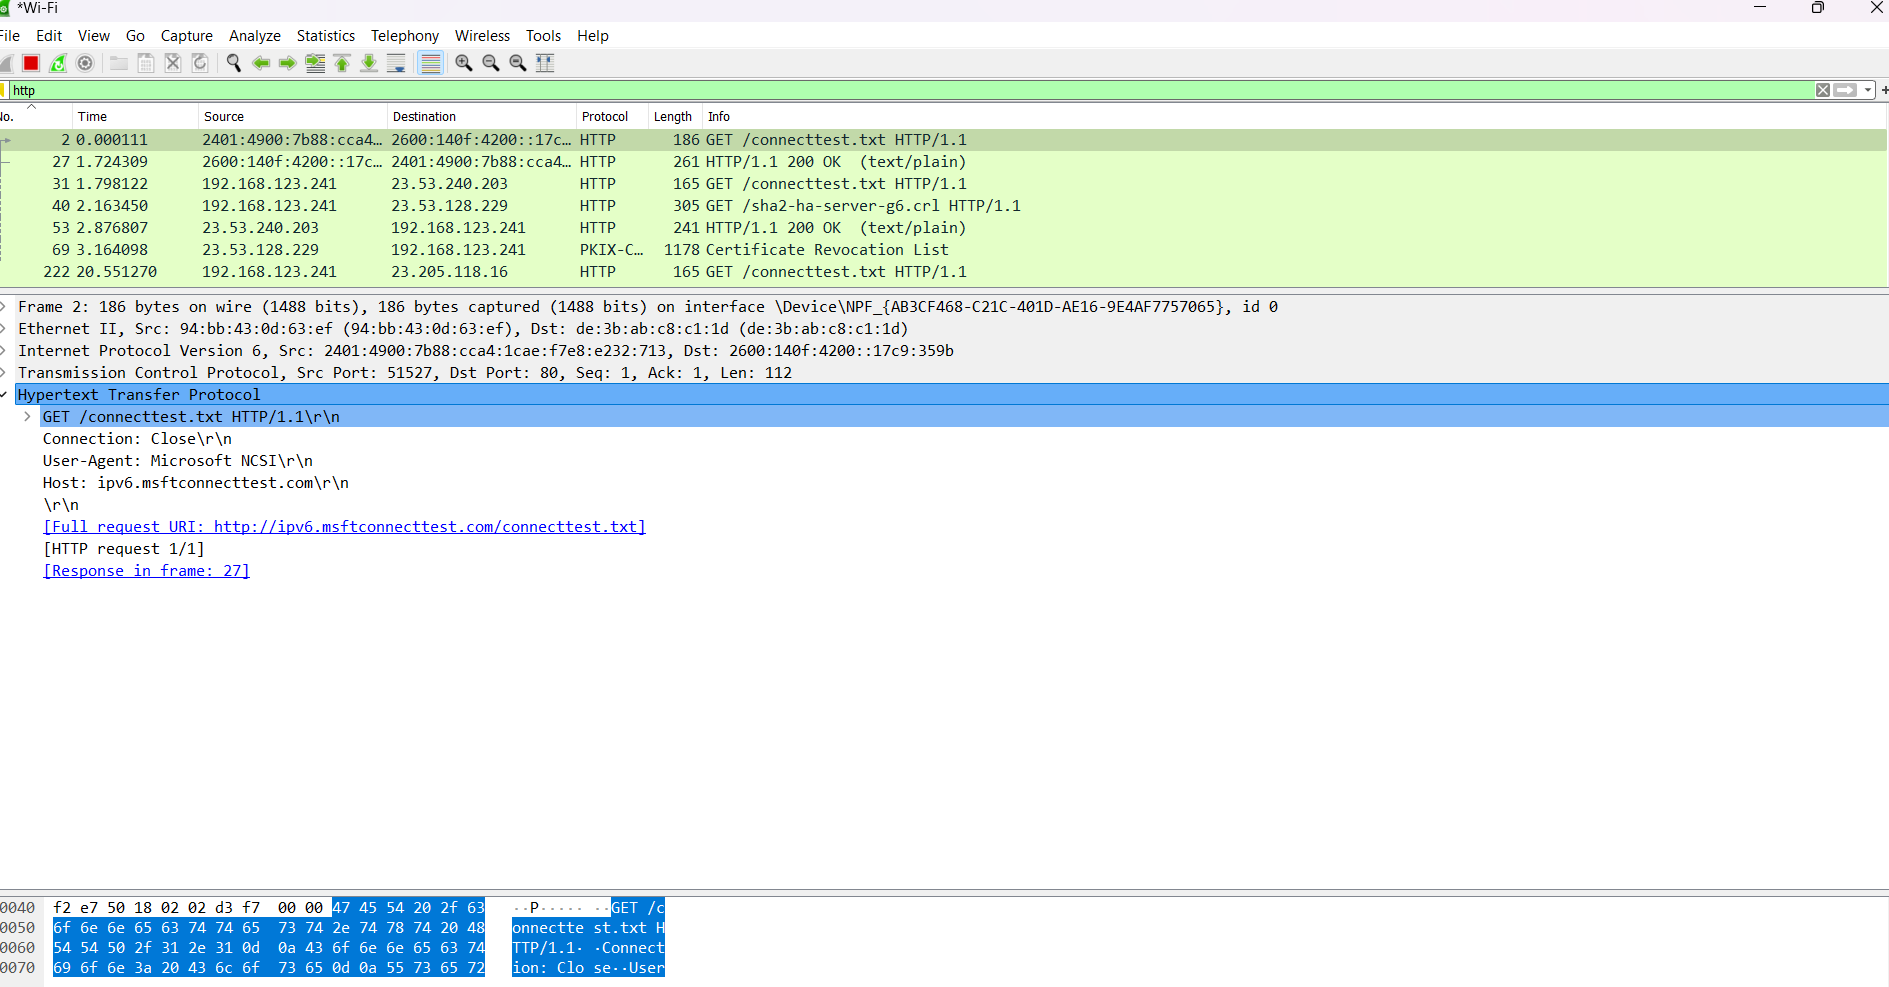 *Wi-Fi
File Edit View Go Capture Analyze Statistics Telephony Wireless Tools Help
http
No. Time Source Destination Protocol Length Info
2 0.000111 2401:4900:7b88:cca4… 2600:140f:4200::17c… HTTP 186 GET /connecttest.txt HTTP/1.1
27 1.724309 2600:140f:4200::17c… 2401:4900:7b88:cca4… HTTP 261 HTTP/1.1 200 OK  (text/plain)
31 1.798122 192.168.123.241 23.53.240.203 HTTP 165 GET /connecttest.txt HTTP/1.1
40 2.163450 192.168.123.241 23.53.128.229 HTTP 305 GET /sha2-ha-server-g6.crl HTTP/1.1
53 2.876807 23.53.240.203 192.168.123.241 HTTP 241 HTTP/1.1 200 OK  (text/plain)
69 3.164098 23.53.128.229 192.168.123.241 PKIX-C… 1178 Certificate Revocation List
222 20.551270 192.168.123.241 23.205.118.16 HTTP 165 GET /connecttest.txt HTTP/1.1
Frame 2: 186 bytes on wire (1488 bits), 186 bytes captured (1488 bits) on interface \Device\NPF_{AB3CF468-C21C-401D-AE16-9E4AF7757065}, id 0
Ethernet II, Src: 94:bb:43:0d:63:ef (94:bb:43:0d:63:ef), Dst: de:3b:ab:c8:c1:1d (de:3b:ab:c8:c1:1d)
Internet Protocol Version 6, Src: 2401:4900:7b88:cca4:1cae:f7e8:e232:713, Dst: 2600:140f:4200::17c9:359b
Transmission Control Protocol, Src Port: 51527, Dst Port: 80, Seq: 1, Ack: 1, Len: 112
Hypertext Transfer Protocol
GET /connecttest.txt HTTP/1.1\r\n
Connection: Close\r\n
User-Agent: Microsoft NCSI\r\n
Host: ipv6.msftconnecttest.com\r\n
\r\n
[Full request URI: http://ipv6.msftconnecttest.com/connecttest.txt]
[HTTP request 1/1]
[Response in frame: 27]
0040 f2 e7 50 18 02 02 d3 f7  00 00 47 45 54 20 2f 63 ··P····· ··GET /c
0050 6f 6e 6e 65 63 74 74 65  73 74 2e 74 78 74 20 48 onnectte st.txt H
0060 54 54 50 2f 31 2e 31 0d  0a 43 6f 6e 6e 65 63 74 TTP/1.1· ·Connect
0070 69 6f 6e 3a 20 43 6c 6f  73 65 0d 0a 55 73 65 72 ion: Clo se··User